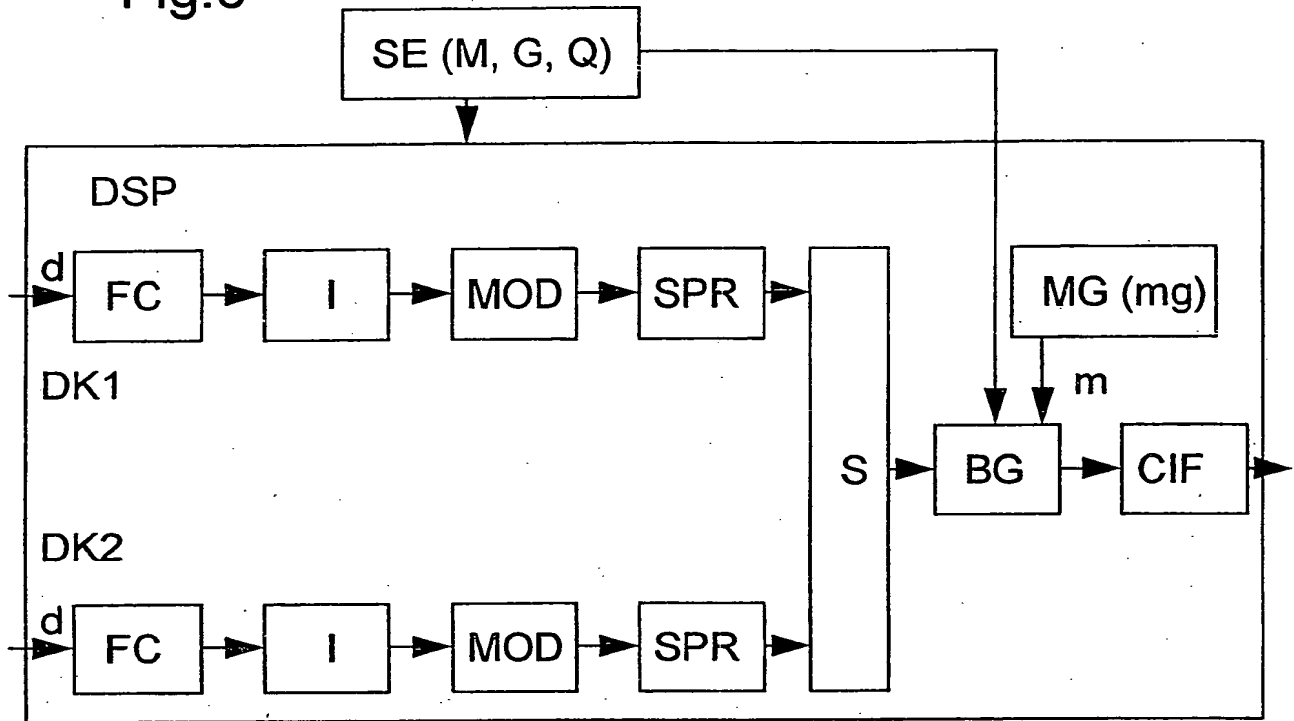 SE (M, G, Q)
DSP
d
FC
I
MOD
SPR
MG (mg)
DK1
m
S
BG
CIF
DK2
d
FC
I
MOD
SPR